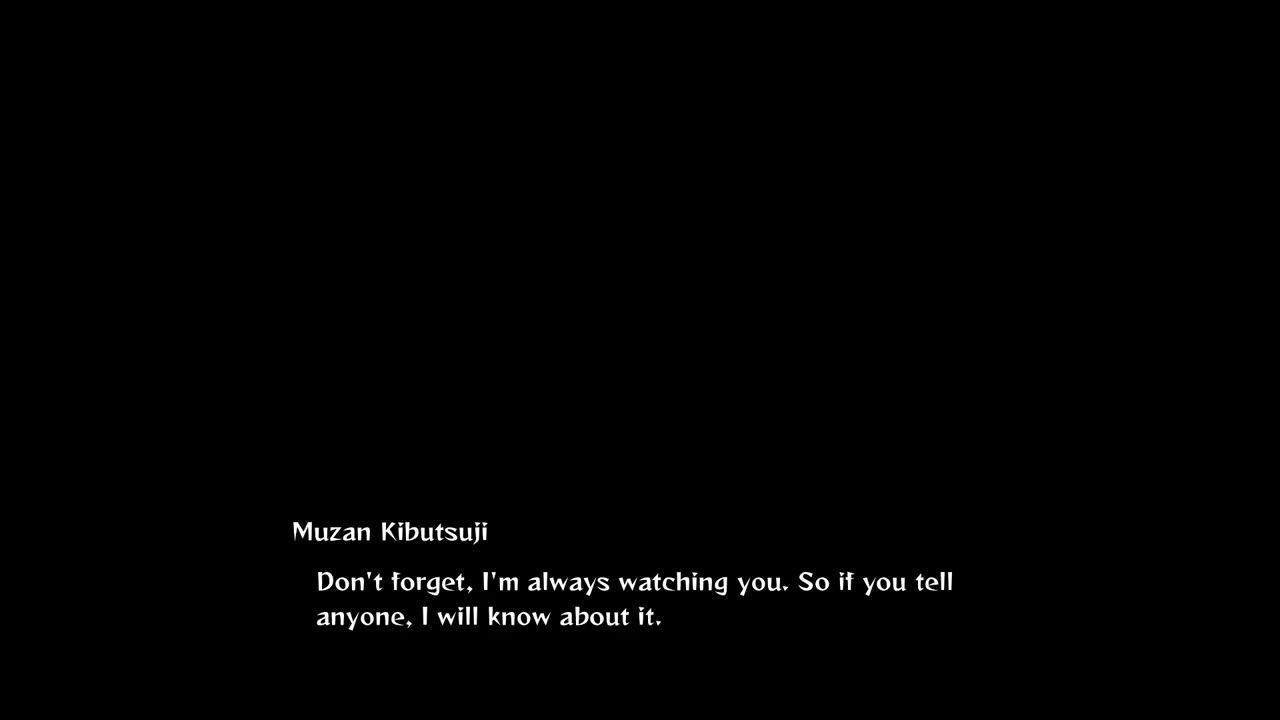 Muzan Kibutsuji
Don't forget, I'm always watching you. So if you tell
anyone, I will know about it.